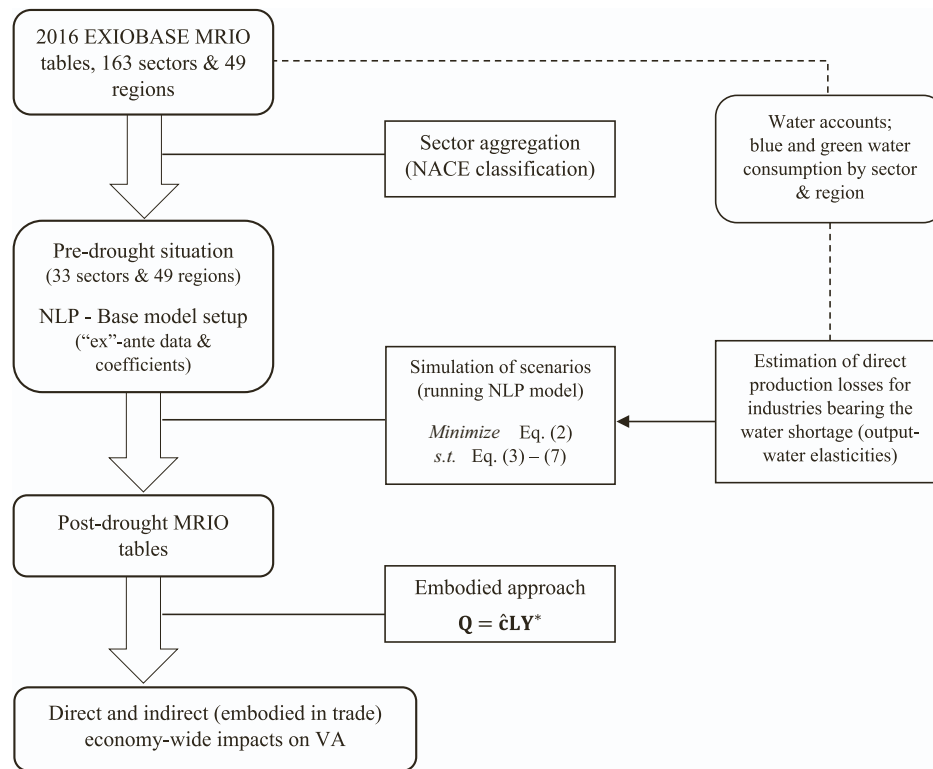 2016 EXIOBASE MRIO
tables, 163 sectors & 49
regions
Sector aggregation
(NACE classification)
Water accounts;
blue and green water
consumption by sector
& region
Pre-drought situation
(33 sectors & 49 regions)
NLP - Base model setup
(“ex”-ante data &
coefficients)
Simulation of scenarios
(running NLP model)
Minimize Eq. (2)
s.t. Eq. (3) – (7)
Estimation of direct
production losses for
industries bearing the
water shortage (output-
water elasticities)
Post-drought MRIO
tables
Embodied approach
Q = ĉLY*
Direct and indirect (embodied in trade)
economy-wide impacts on VA